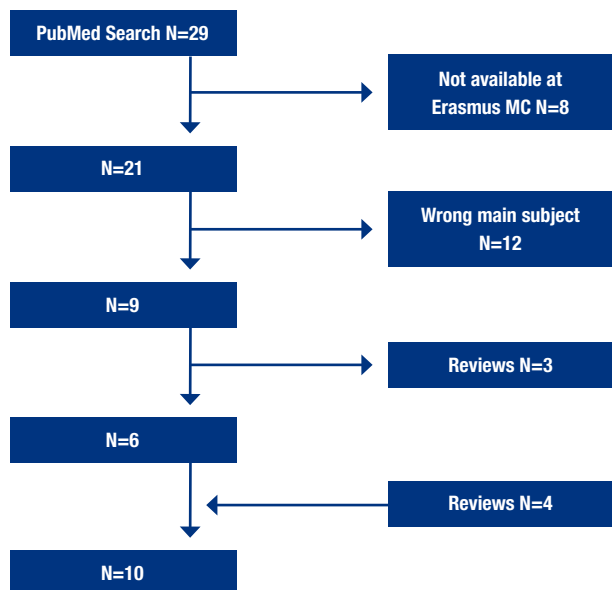 PubMed Search N=29
Not available at
Erasmus MC N=8
N=21
Wrong main subject
N=12
N=9
Reviews N=3
N=6
Reviews N=4
N=10